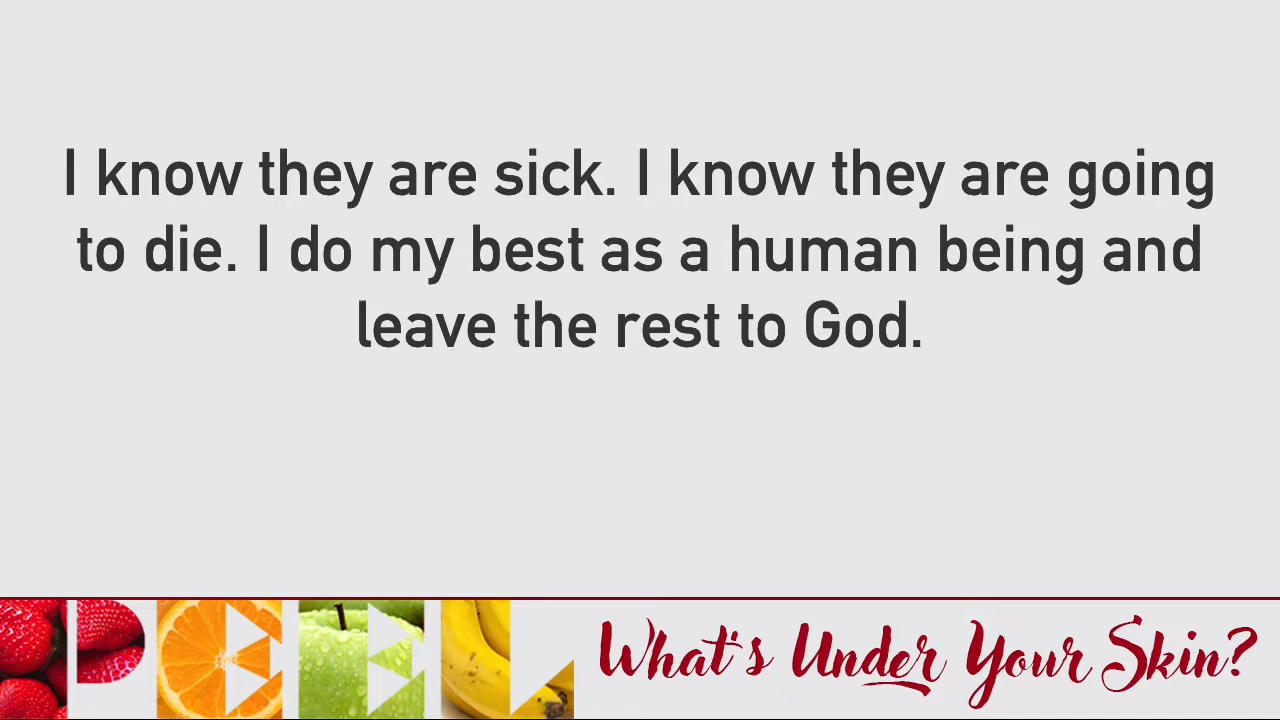 I know they are sick. I know they are going
to die. I do my best as a human being and
leave the rest to God.
PEEL What's Under Your Skin?